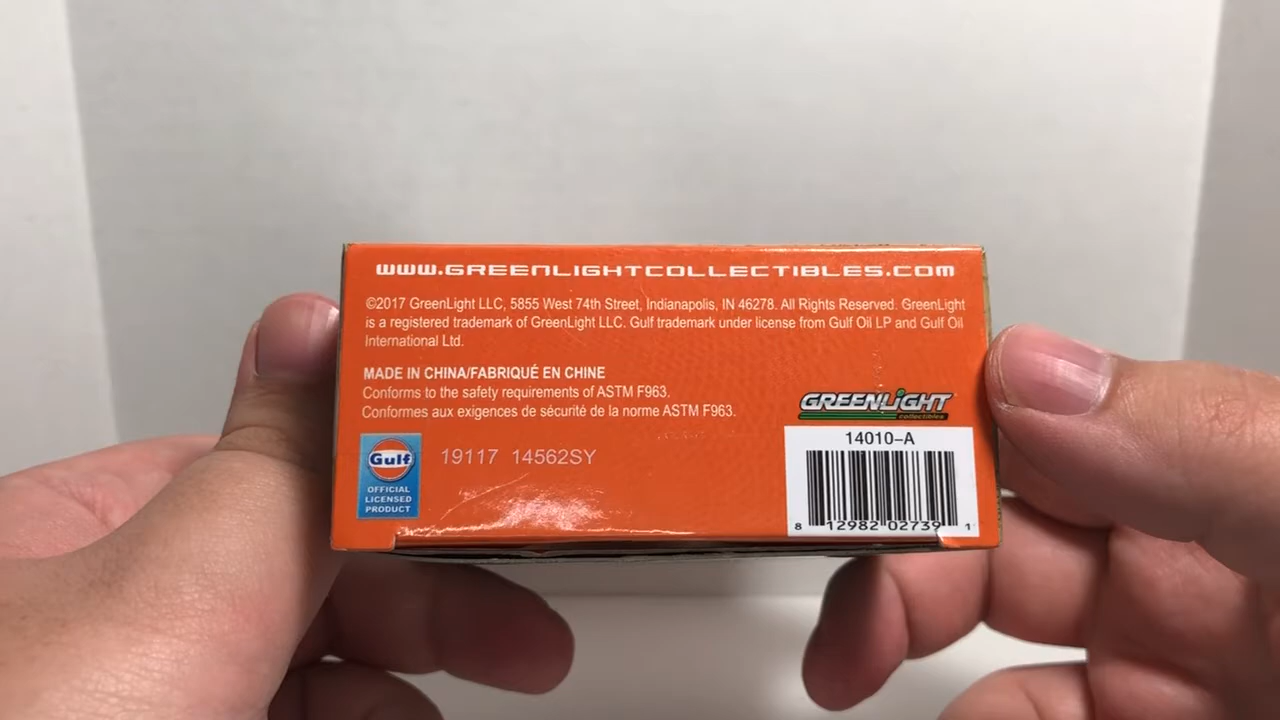 WWW.GREENLIGHTCOLLECTIBLES.COM
©2017 GreenLight LLC, 5855 West 74th Street, Indianapolis, IN 46278. All Rights Reserved. GreenLight
is a registered trademark of GreenLight LLC. Gulf trademark under license from Gulf Oil LP and Gulf Oil
International Ltd.
MADE IN CHINA/FABRIQUÉ EN CHINE
Conforms to the safety requirements of ASTM F963.
Conformes aux exigences de sécurité de la norme ASTM F963.
GREENLiGHT
collectibles
Gulf
OFFICIAL
LICENSED
PRODUCT
19117 14562SY
14010-A
8 12982 02739 1